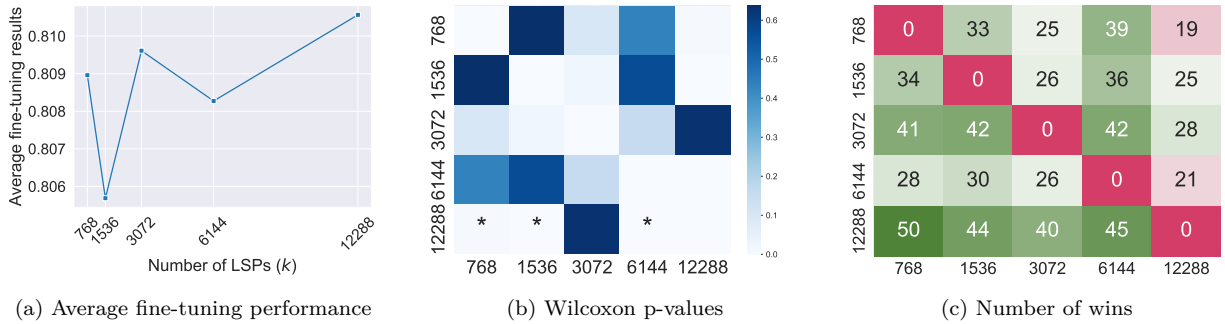 Average fine-tuning results
0.810
0.809
0.808
0.807
0.806
768 1536 3072 6144 12288
Number of LSPs (k)
(a) Average fine-tuning performance
768
1536
3072
6144
12288
* * *
768 1536 3072 6144 12288
0.6
0.5
0.4
0.3
0.2
0.1
0.0
(b) Wilcoxon p-values
768 0 33 25 39 19
1536 34 0 26 36 25
3072 41 42 0 42 28
6144 28 30 26 0 21
12288 50 44 40 45 0
768 1536 3072 6144 12288
(c) Number of wins